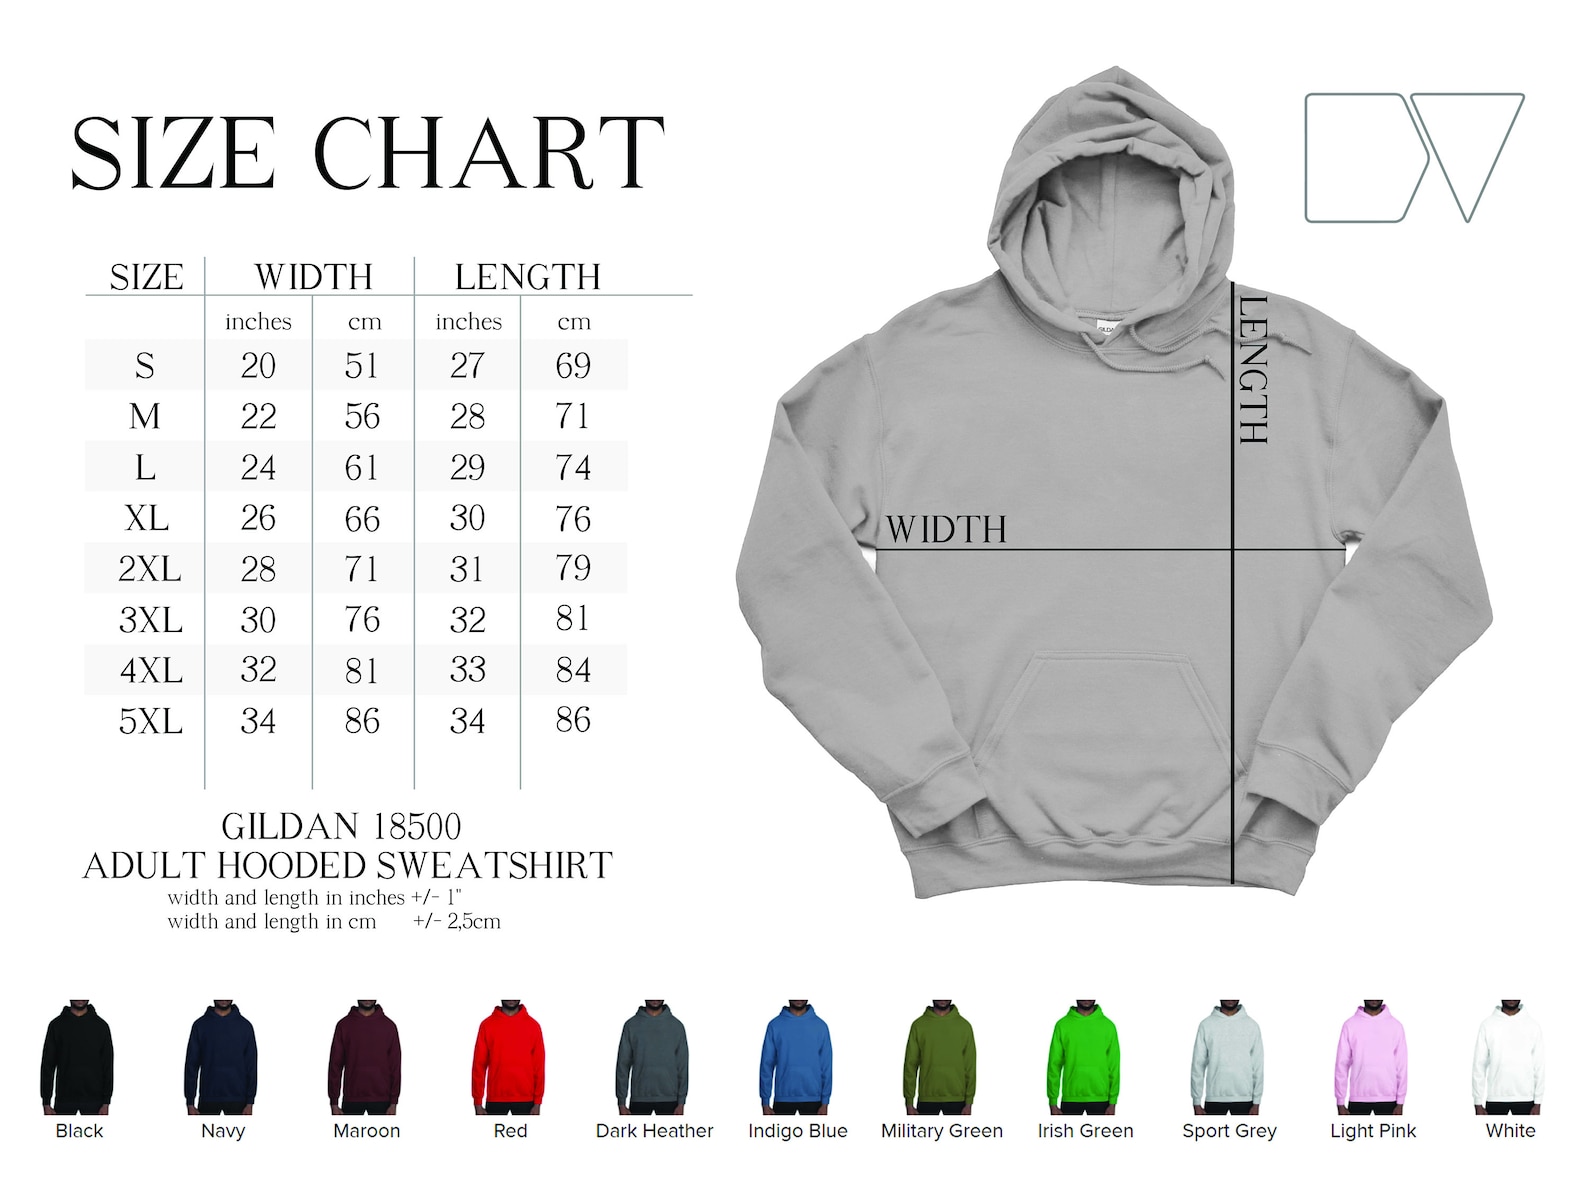 SIZE CHART
SIZE WIDTH LENGTH
inches cm inches cm
S 20 51 27 69
M 22 56 28 71
L 24 61 29 74
XL 26 66 30 76
2XL 28 71 31 79
3XL 30 76 32 81
4XL 32 81 33 84
5XL 34 86 34 86
GILDAN 18500
ADULT HOODED SWEATSHIRT
width and length in inches +/- 1"
width and length in cm +/- 2,5cm
GILDAN
LENGTH
WIDTH
Black Navy Maroon Red Dark Heather Indigo Blue Military Green Irish Green Sport Grey Light Pink White